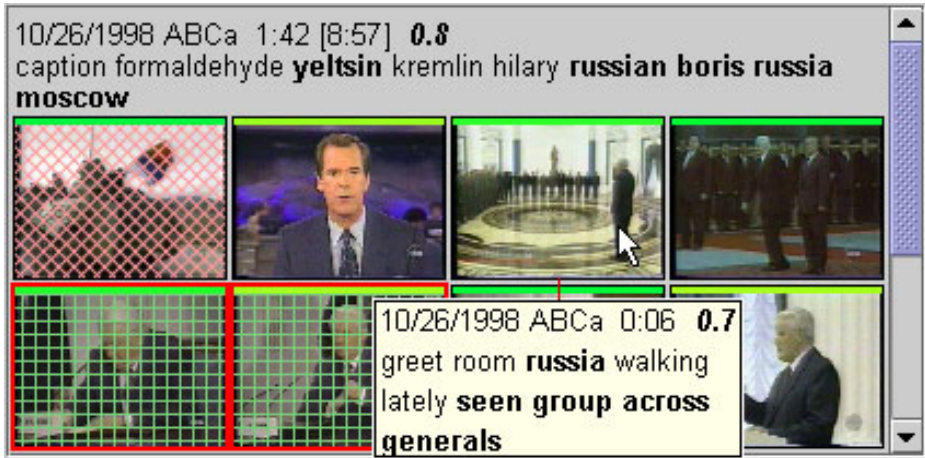 10/26/1998 ABCa 1:42 [8:57] 0.8
caption formaldehyde yeltsin kremlin hilary russian boris russia
moscow
10/26/1998 ABCa 0:06 0.7
greet room russia walking
lately seen group across
generals